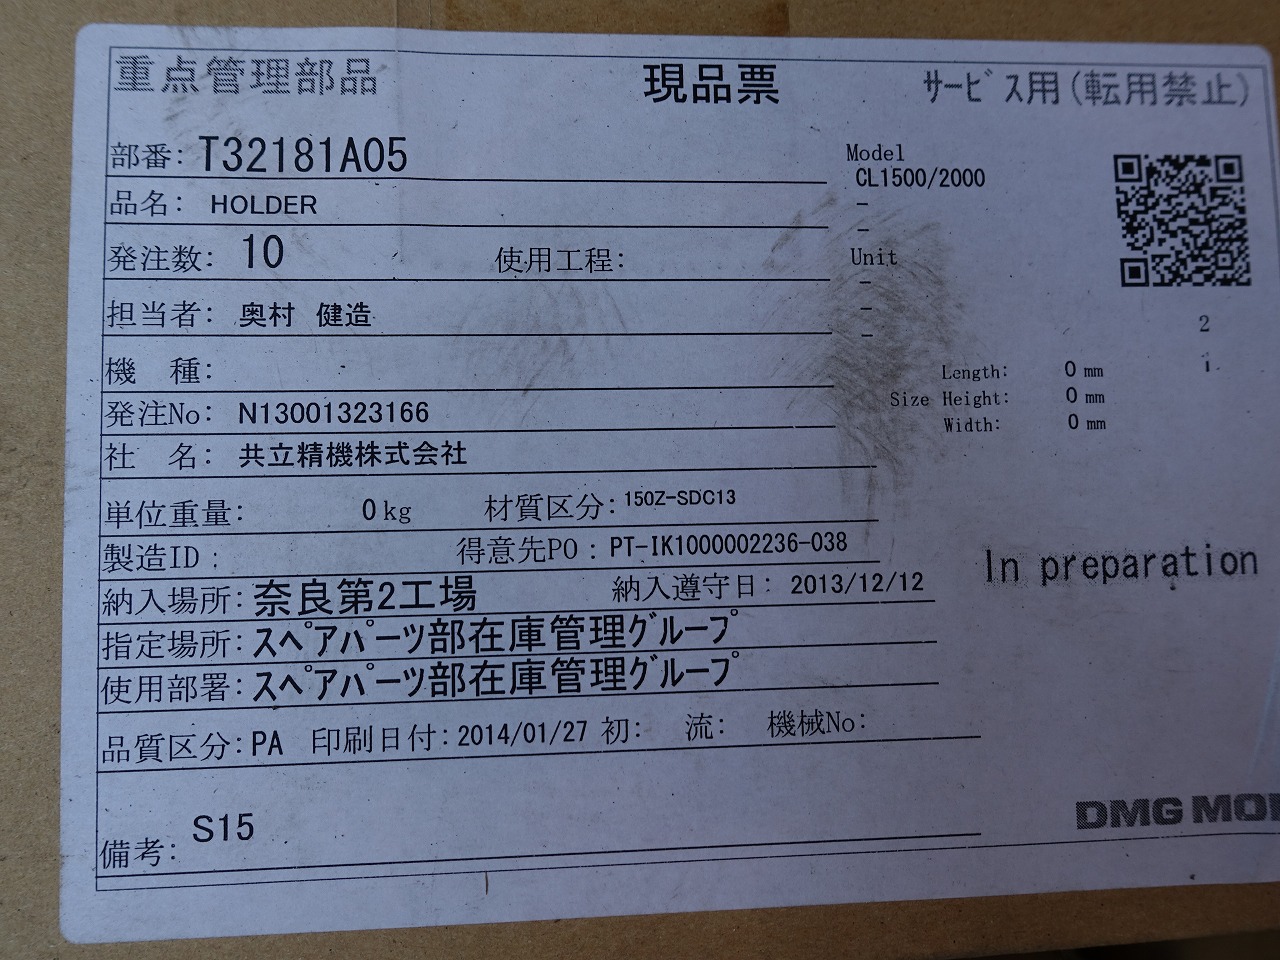 重点管理部品 現品票 サービス用(転用禁止)
部番: T32181A05
Model
CL1500/2000
-
-
品名: HOLDER
発注数: 10 使用工程:
Unit
-
-
-
担当者: 奥村 健造
2
機 種:
Length: 0 mm
Size Height: 0 mm
Width: 0 mm
発注No: N13001323166
社 名: 共立精機株式会社
単位重量: 0 kg 材質区分: 150Z-SDC13
製造ID: 得意先PO: PT-IK1000002236-038
In preparation
納入場所: 奈良第2工場 納入遵守日: 2013/12/12
指定場所: スペアパーツ部在庫管理グループ
使用部署: スペアパーツ部在庫管理グループ
品質区分: PA 印刷日付: 2014/01/27 初: 流: 機械No:
備考: S15
DMG MO